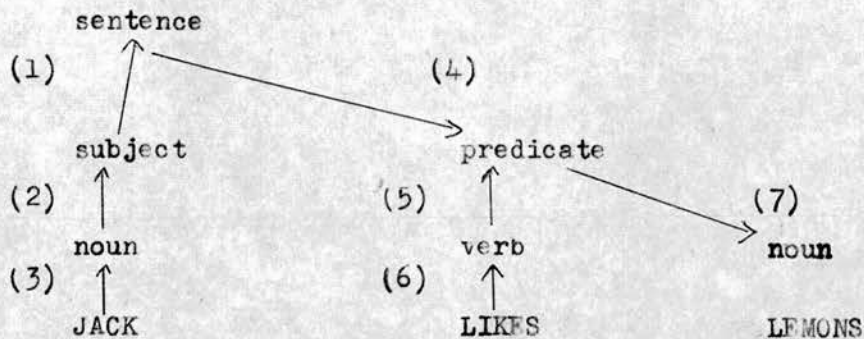 sentence
(1) (4)
subject predicate
(2) (5) (7)
noun verb noun
(3) (6)
JACK LIKES LEMONS